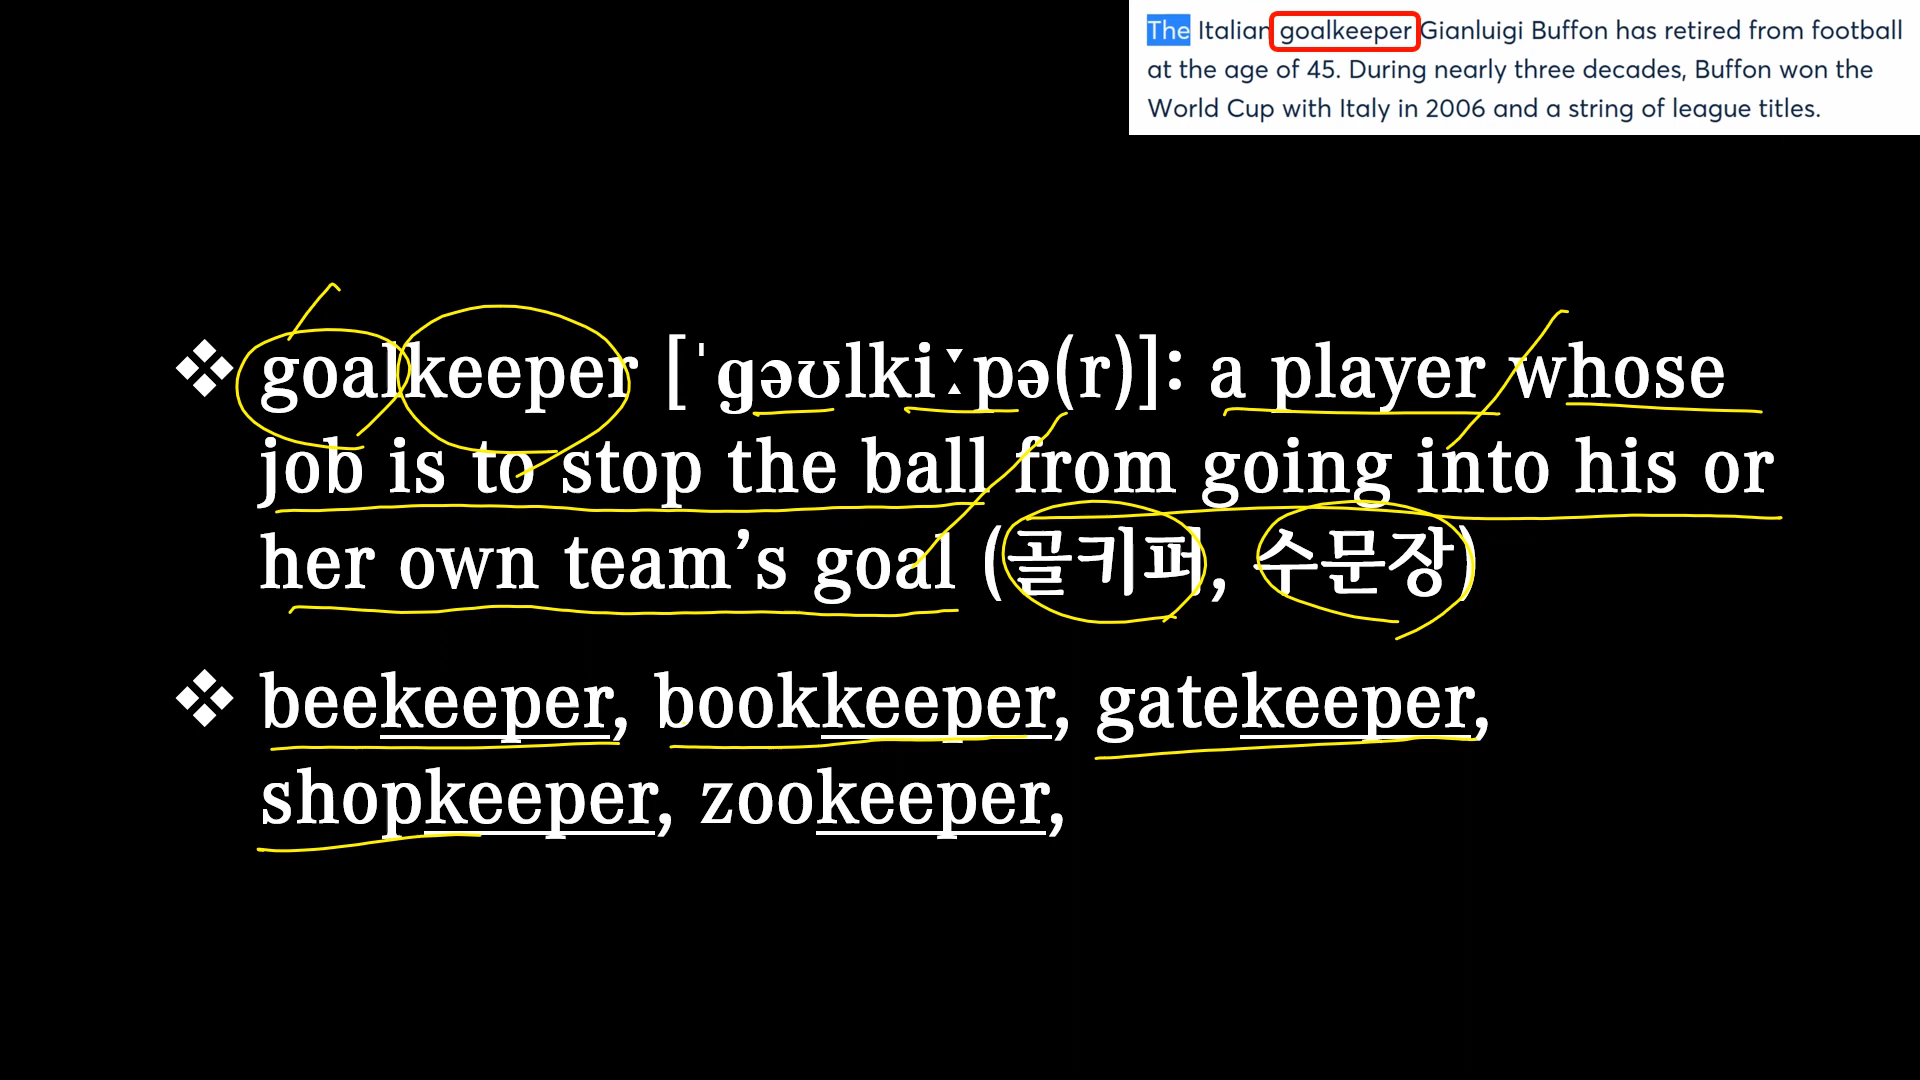 The Italian goalkeeper Gianluigi Buffon has retired from football
at the age of 45. During nearly three decades, Buffon won the
World Cup with Italy in 2006 and a string of league titles.
❖ goalkeeper [ˈɡəʊlkiːpə(r)]: a player whose
job is to stop the ball from going into his or
her own team’s goal (골키퍼, 수문장)
❖ beekeeper, bookkeeper, gatekeeper,
shopkeeper, zookeeper,